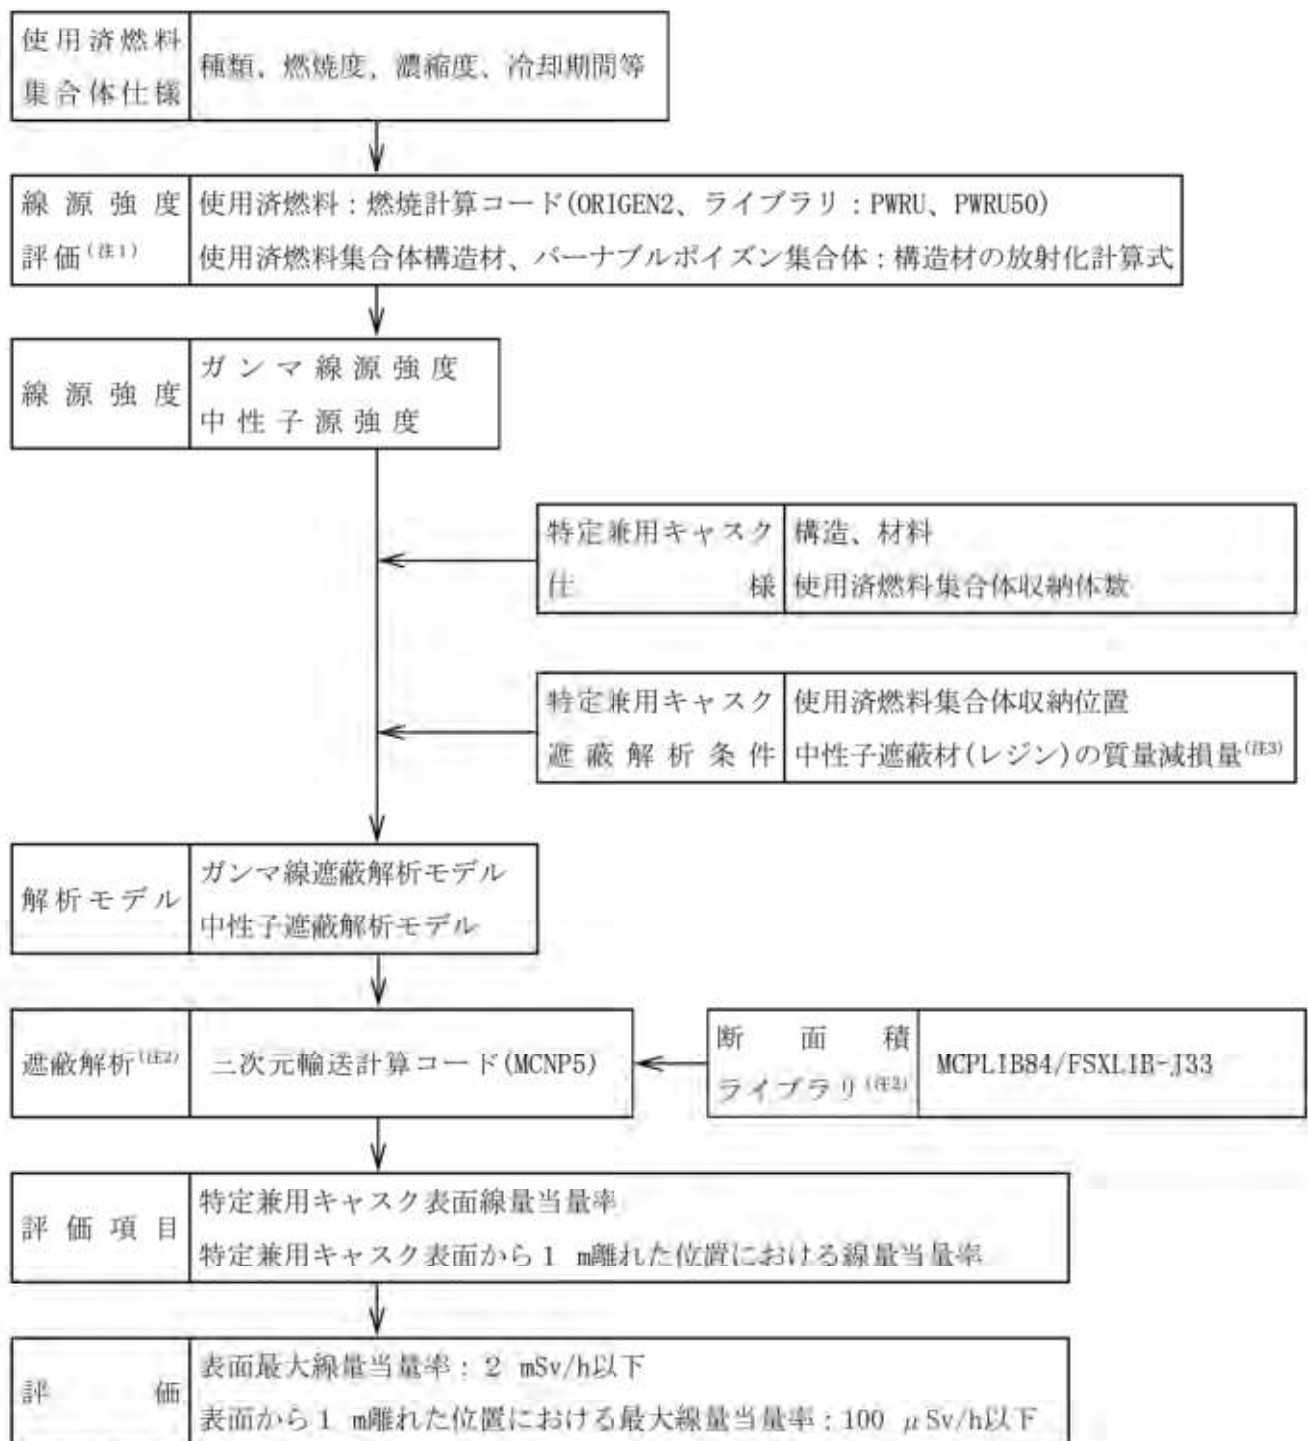 使用済燃料
集合体仕様
種類、燃焼度、濃縮度、冷却期間等
線源強度
評価(注1)
使用済燃料:燃焼計算コード(ORIGEN2、ライブラリ:PWRU、PWRU50)
使用済燃料集合体構造材、バーナブルポイズン集合体:構造材の放射化計算式
線源強度
ガンマ線源強度
中性子源強度
特定兼用キャスク
仕様
構造、材料
使用済燃料集合体収納体数
特定兼用キャスク
遮蔽解析条件
使用済燃料集合体収納位置
中性子遮蔽材(レジン)の質量減損量(注3)
解析モデル
ガンマ線遮蔽解析モデル
中性子遮蔽解析モデル
遮蔽解析(注2)
三次元輸送計算コード(MCNP5)
断面積
ライブラリ(注2)
MCPLIB84/FSXLIB-J33
評価項目
特定兼用キャスク表面線量当量率
特定兼用キャスク表面から1 m離れた位置における線量当量率
評価
表面最大線量当量率:2 mSv/h以下
表面から1 m離れた位置における最大線量当量率:100 μSv/h以下